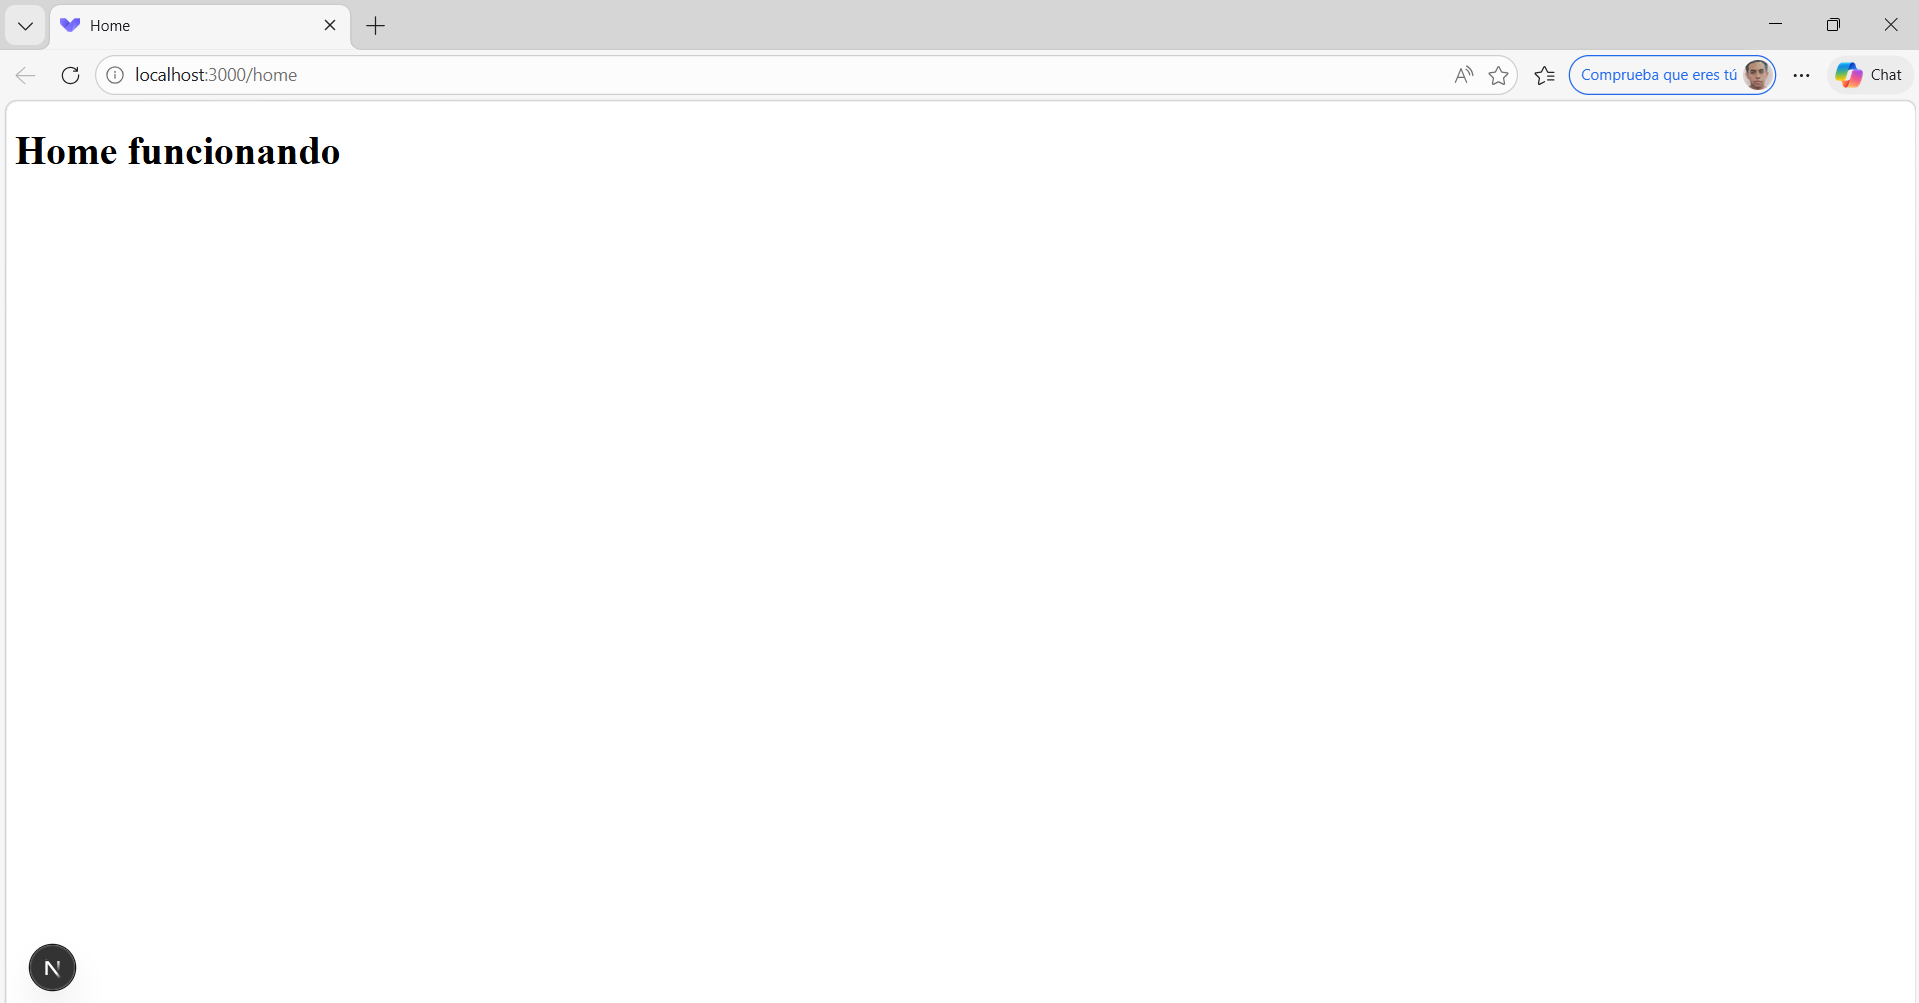 Home
localhost:3000/home
Comprueba que eres tú
Chat
Home funcionando
N